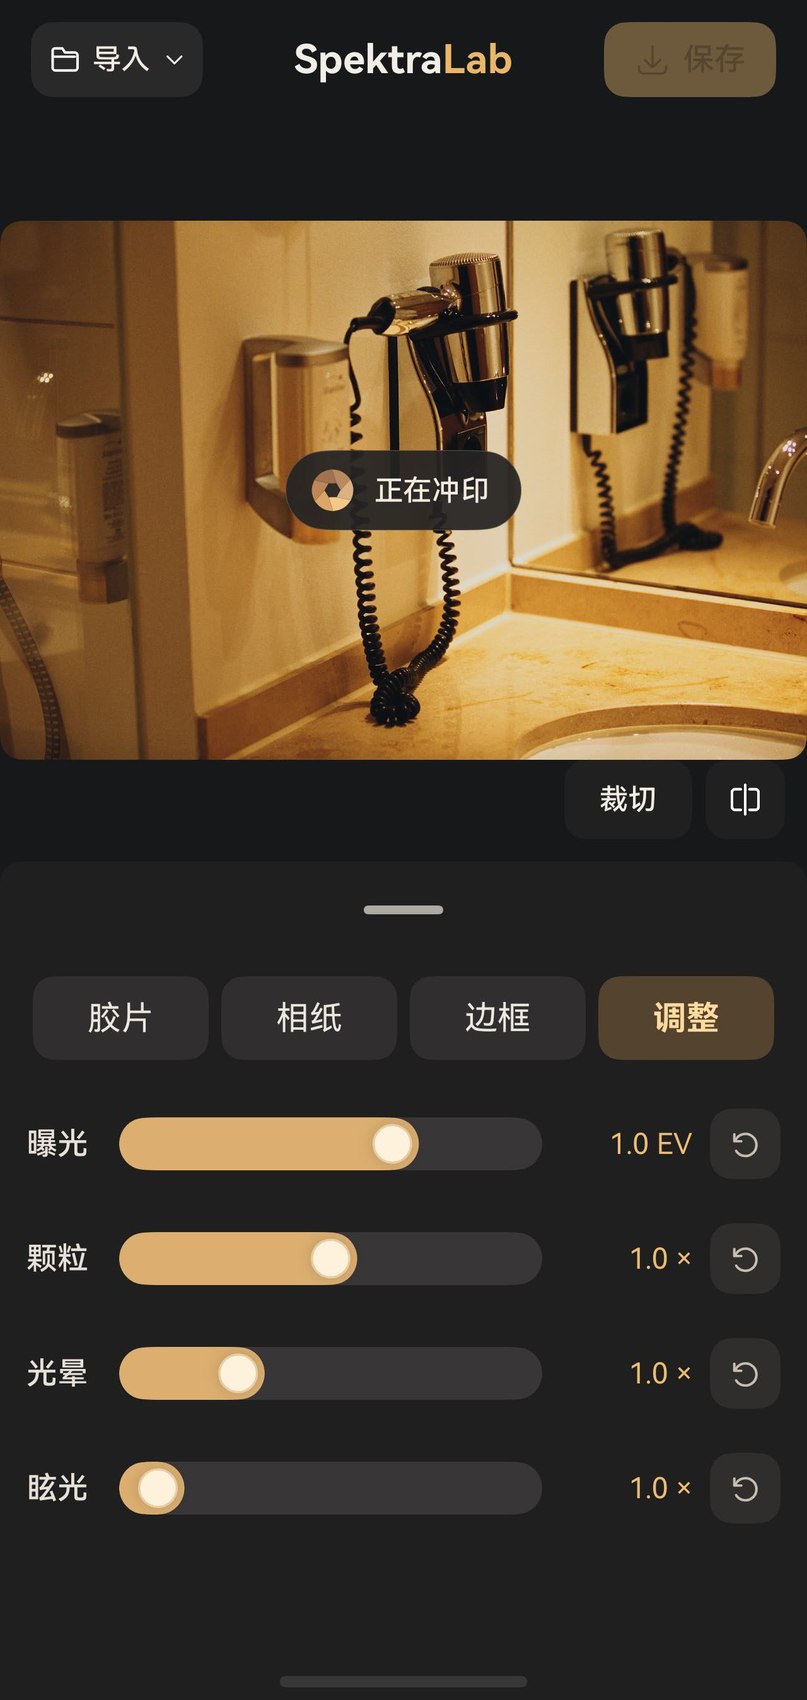 导入
SpektraLab
保存
正在冲印
裁切
胶片
相纸
边框
调整
曝光
1.0 EV
颗粒
1.0 ×
光晕
1.0 ×
眩光
1.0 ×